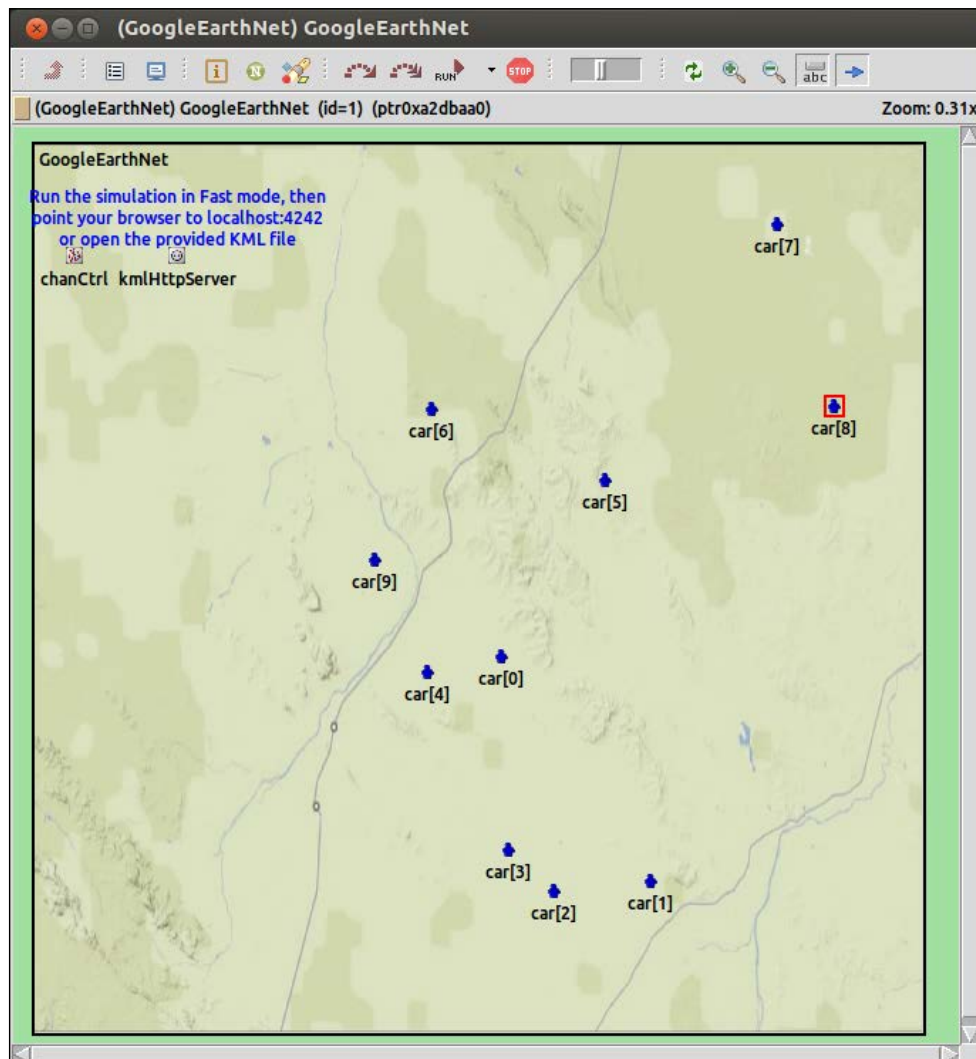 (GoogleEarthNet) GoogleEarthNet
RUN
STOP
abc
(GoogleEarthNet) GoogleEarthNet (id=1) (ptr0xa2dbaa0)
Zoom: 0.31x
GoogleEarthNet
Run the simulation in Fast mode, then
point your browser to localhost:4242
or open the provided KML file
chanCtrl kmlHttpServer
car[7]
car[6]
car[8]
car[5]
car[9]
car[0]
car[4]
car[3]
car[1]
car[2]